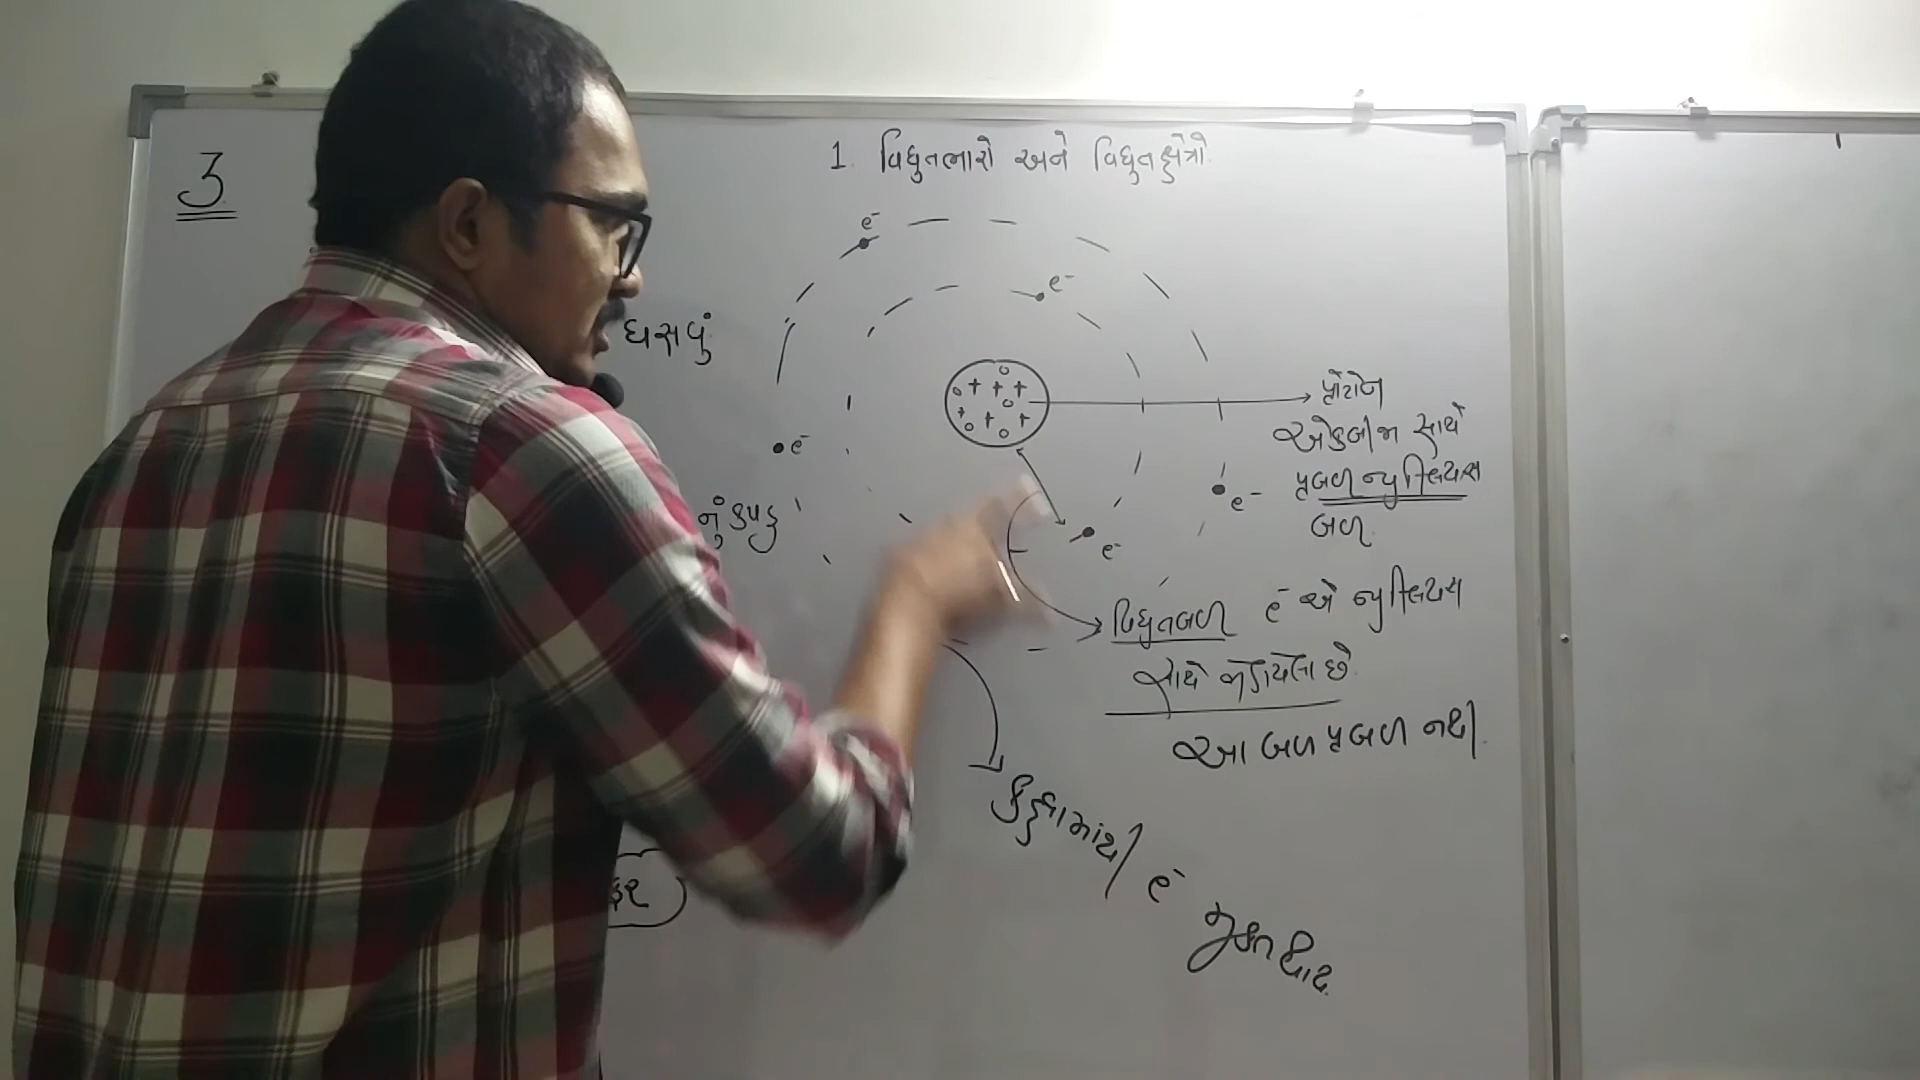 3
1. વિદ્યુતભારો અને વિદ્યુતક્ષેત્રો.
e⁻
e⁻
ઘસવું
પ્રોટોન
એકબીજા સાથે
e⁻
પ્રબળ ન્યુક્લિયસ
e⁻
નું કપડુ
બળ
e⁻
વિદ્યુતબળ e⁻ એ ન્યુક્લિયસ
સાથે જોડાયેલા છે.
આ બળ પ્રબળ નથી.
કક્ષામાંથી e⁻ મુક્ત થાય.